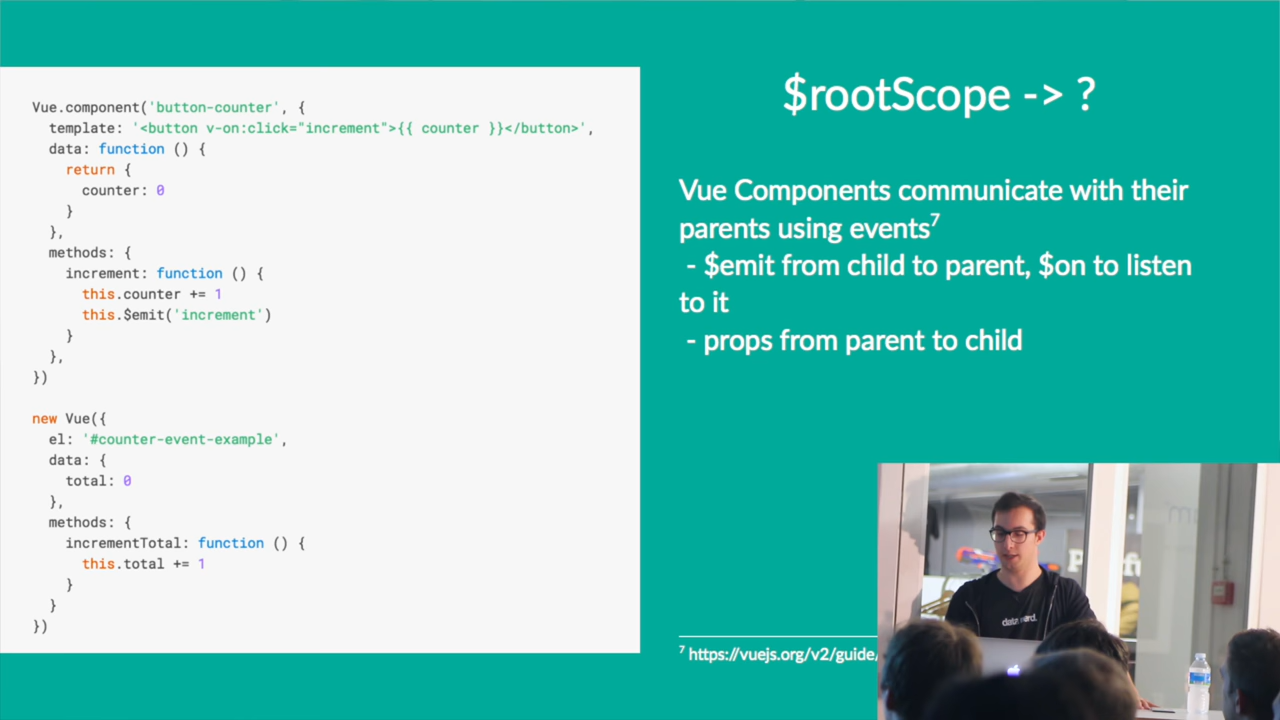 Vue.component('button-counter', {
template: '<button v-on:click="increment">{{ counter }}</button>',
data: function () {
return {
counter: 0
}
},
methods: {
increment: function () {
this.counter += 1
this.$emit('increment')
}
},
})
new Vue({
el: '#counter-event-example',
data: {
total: 0
},
methods: {
incrementTotal: function () {
this.total += 1
}
}
})
$rootScope -> ?
Vue Components communicate with their
parents using events⁷
- $emit from child to parent, $on to listen
to it
- props from parent to child
⁷ https://vuejs.org/v2/guide/